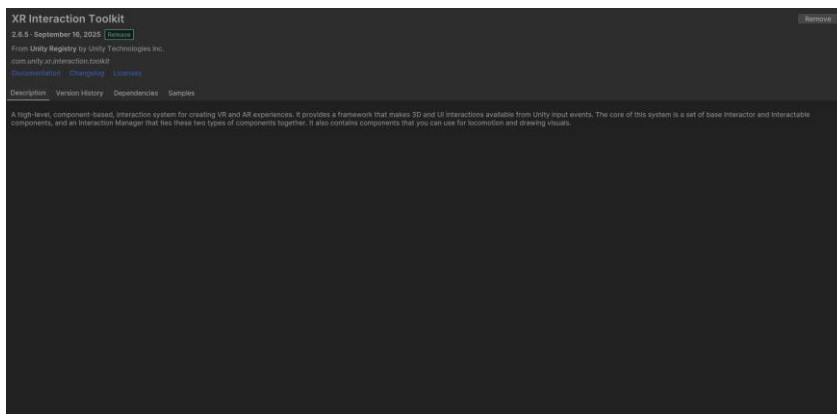 XR Interaction Toolkit
Remove
2.6.5 · September 16, 2025 Release
From Unity Registry by Unity Technologies Inc.
com.unity.xr.interaction.toolkit
Documentation Changelog Licenses
Description Version History Dependencies Samples
A high-level, component-based, interaction system for creating VR and AR experiences. It provides a framework that makes 3D and UI interactions available from Unity input events. The core of this system is a set of base Interactor and Interactable
components, and an Interaction Manager that ties these two types of components together. It also contains components that you can use for locomotion and drawing visuals.